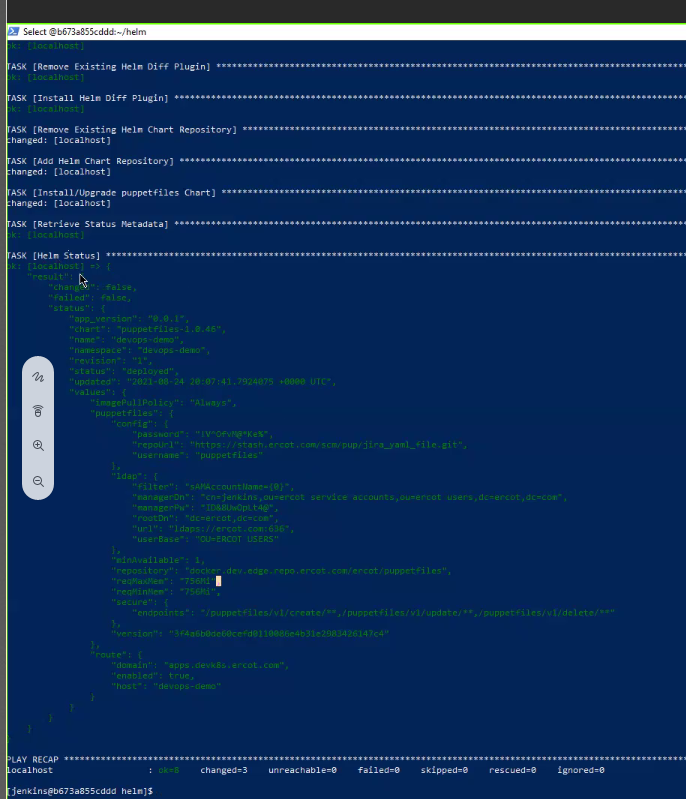 Select @b673a855cddd:~/helm
ok: [localhost]
TASK [Remove Existing Helm Diff Plugin] ****************************************************************************************
ok: [localhost]
TASK [Install Helm Diff Plugin] ****************************************************************************************
ok: [localhost]
TASK [Remove Existing Helm Chart Repository] ****************************************************************************************
changed: [localhost]
TASK [Add Helm Chart Repository] ****************************************************************************************
changed: [localhost]
TASK [Install/Upgrade puppetfiles Chart] ****************************************************************************************
changed: [localhost]
TASK [Retrieve Status Metadata] ****************************************************************************************
ok: [localhost]
TASK [Helm Status] ****************************************************************************************
ok: [localhost] => {
"result":
false,
"failed": false,
"status": {
"app_version": "0.0.1",
"chart": "puppetfiles-1.0.46",
"name": "devops-demo",
"namespace": "devops-demo",
"revision": "1",
"status": "deployed",
"updated": +0000 UTC",
"values": {
"imagePullPolicy": "Always",
"puppetfiles": {
"config": {
"password":
"repoUrl": "https://stash.ercot.com/scm/pup/jira_yaml_file.git",
"username": "puppetfiles"
},
"ldap": {
"filter": "sAMAccountName={0}",
"managerDn": "cn=jenkins,ou=ercot service accounts,ou=ercot users,dc=ercot,dc=com",
"managerPw":
"rootDn": "dc=ercot,dc=com",
"url": "ldaps://ercot.com:636",
"userBase": "OU=ERCOT USERS"
},
"minAvailable": 1,
"repository": "docker.dev.edge.repo.ercot.com/ercot/puppetfiles",
"reqMaxMem": "756Mi",
"reqMinMem": "756Mi",
"secure": {
"endpoints": "/puppetfiles/v1/create/**,/puppetfiles/v1/update/**,/puppetfiles/v1/delete/**"
},
"version":
},
"route": {
"domain": "apps.devk8s.ercot.com",
"enabled": true,
"host": "devops-demo"
}
}
}
}
}
PLAY RECAP ****************************************************************************************
localhost : ok=8 changed=3 unreachable=0 failed=0 skipped=0 rescued=0 ignored=0
[jenkins@b673a855cddd helm]$